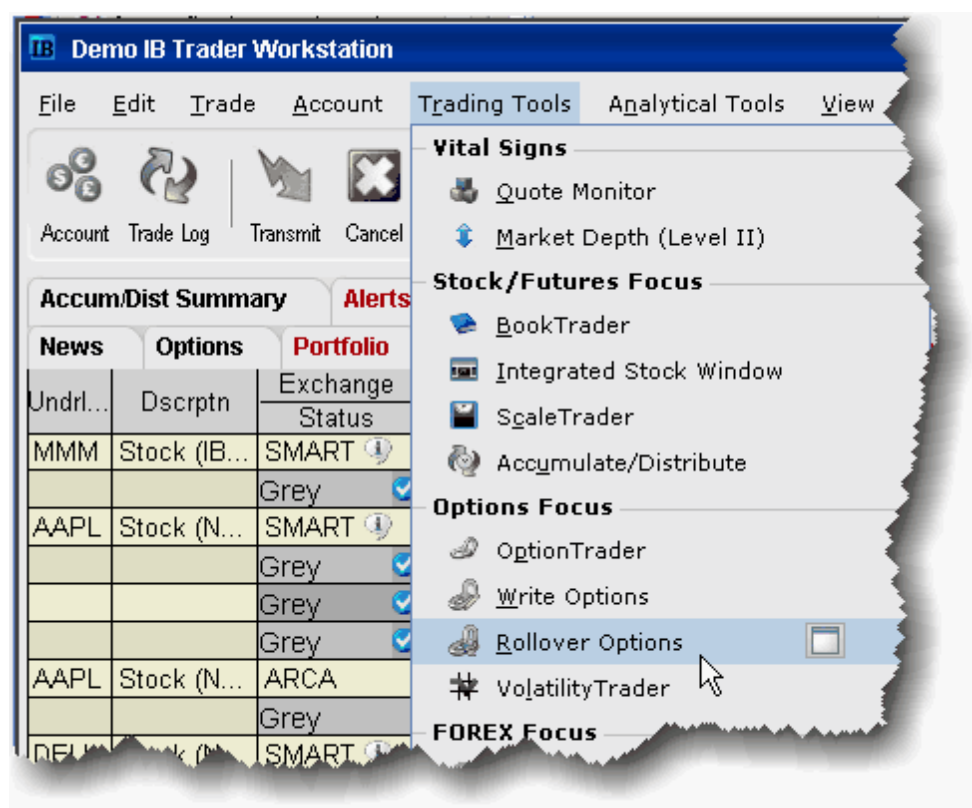 IB Demo IB Trader Workstation
File Edit Trade Account Trading Tools Analytical Tools View
Vital Signs
Quote Monitor
Market Depth (Level II)
Stock/Futures Focus
BookTrader
Integrated Stock Window
ScaleTrader
Accumulate/Distribute
Options Focus
OptionTrader
Write Options
Rollover Options
VolatilityTrader
FOREX Focus
Account Trade Log Transmit Cancel
Accum/Dist Summary Alerts
News Options Portfolio
Undrl... Dscrptn Exchange
Status
MMM Stock (IB... SMART
Grey
AAPL Stock (N... SMART
Grey
Grey
Grey
AAPL Stock (N... ARCA
Grey
SMART